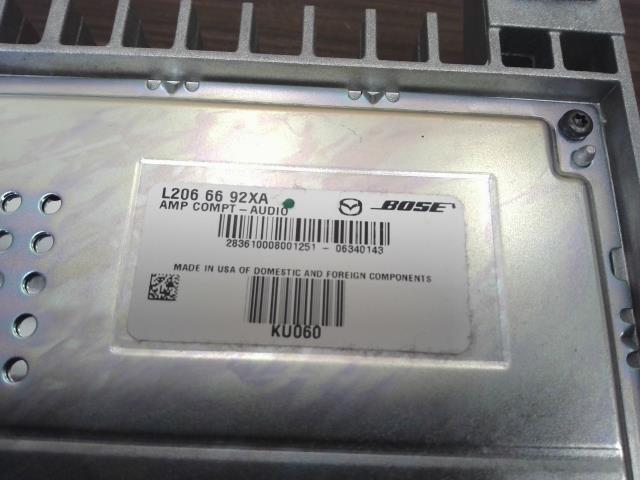 L206 66 92XA
AMP COMPT-AUDIO
BOSE
283610008001251 - 06340143
MADE IN USA OF DOMESTIC AND FOREIGN COMPONENTS
KU060